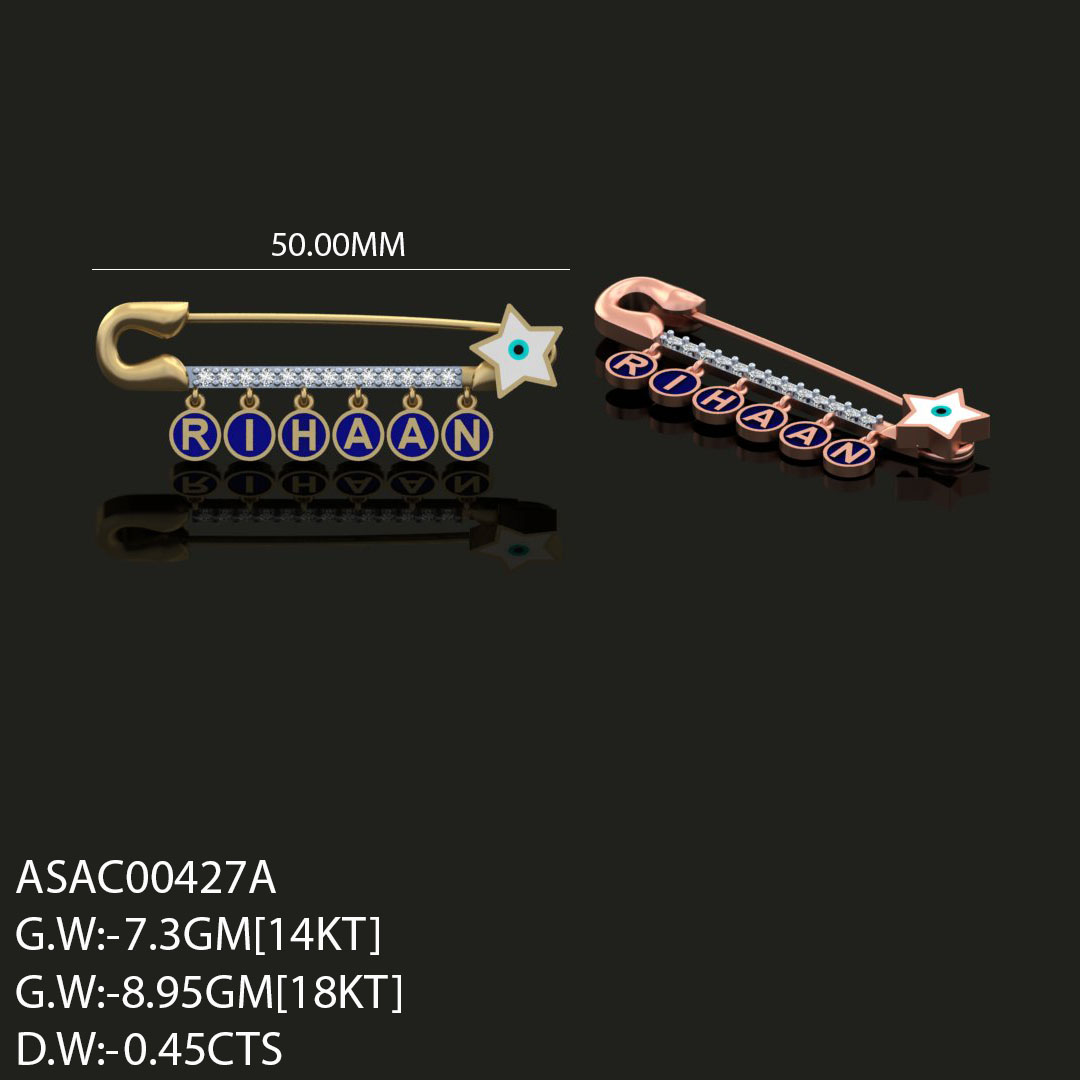 50.00MM
RIHAAN
RIHAAN
ASAC00427A
G.W:-7.3GM[14KT]
G.W:-8.95GM[18KT]
D.W:-0.45CTS